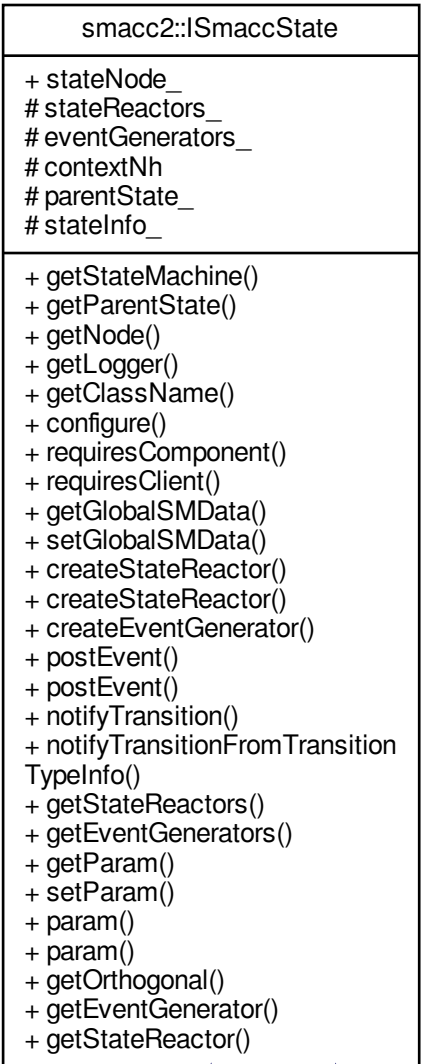 smacc2::ISmaccState
+ stateNode_
# stateReactors_
# eventGenerators_
# contextNh
# parentState_
# stateInfo_
+ getStateMachine()
+ getParentState()
+ getNode()
+ getLogger()
+ getClassName()
+ configure()
+ requiresComponent()
+ requiresClient()
+ getGlobalSMData()
+ setGlobalSMData()
+ createStateReactor()
+ createStateReactor()
+ createEventGenerator()
+ postEvent()
+ postEvent()
+ notifyTransition()
+ notifyTransitionFromTransition
TypeInfo()
+ getStateReactors()
+ getEventGenerators()
+ getParam()
+ setParam()
+ param()
+ param()
+ getOrthogonal()
+ getEventGenerator()
+ getStateReactor()